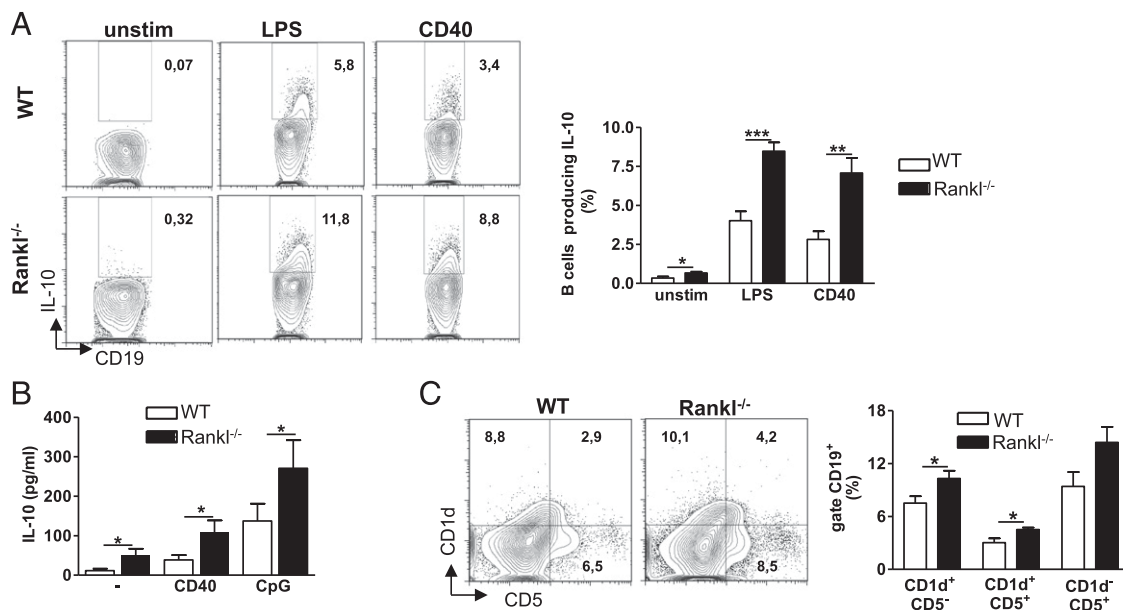 A
unstim
LPS
CD40
WT
0,07
5,8
3,4
Rankl-/-
0,32
11,8
8,8
IL-10
CD19
B cells producing IL-10
(%)
10.0
7.5
5.0
2.5
0.0
*
***
**
unstim
LPS
CD40
WT
Rankl-/-
B
IL-10 (pg/ml)
400
300
200
100
0
WT
Rankl-/-
*
*
*
-
CD40
CpG
C
WT
Rankl-/-
8,8
2,9
6,5
10,1
4,2
8,5
CD1d
CD5
gate CD19+
(%)
18
12
6
0
WT
Rankl-/-
*
*
CD1d+
CD5-
CD1d+
CD5+
CD1d-
CD5+